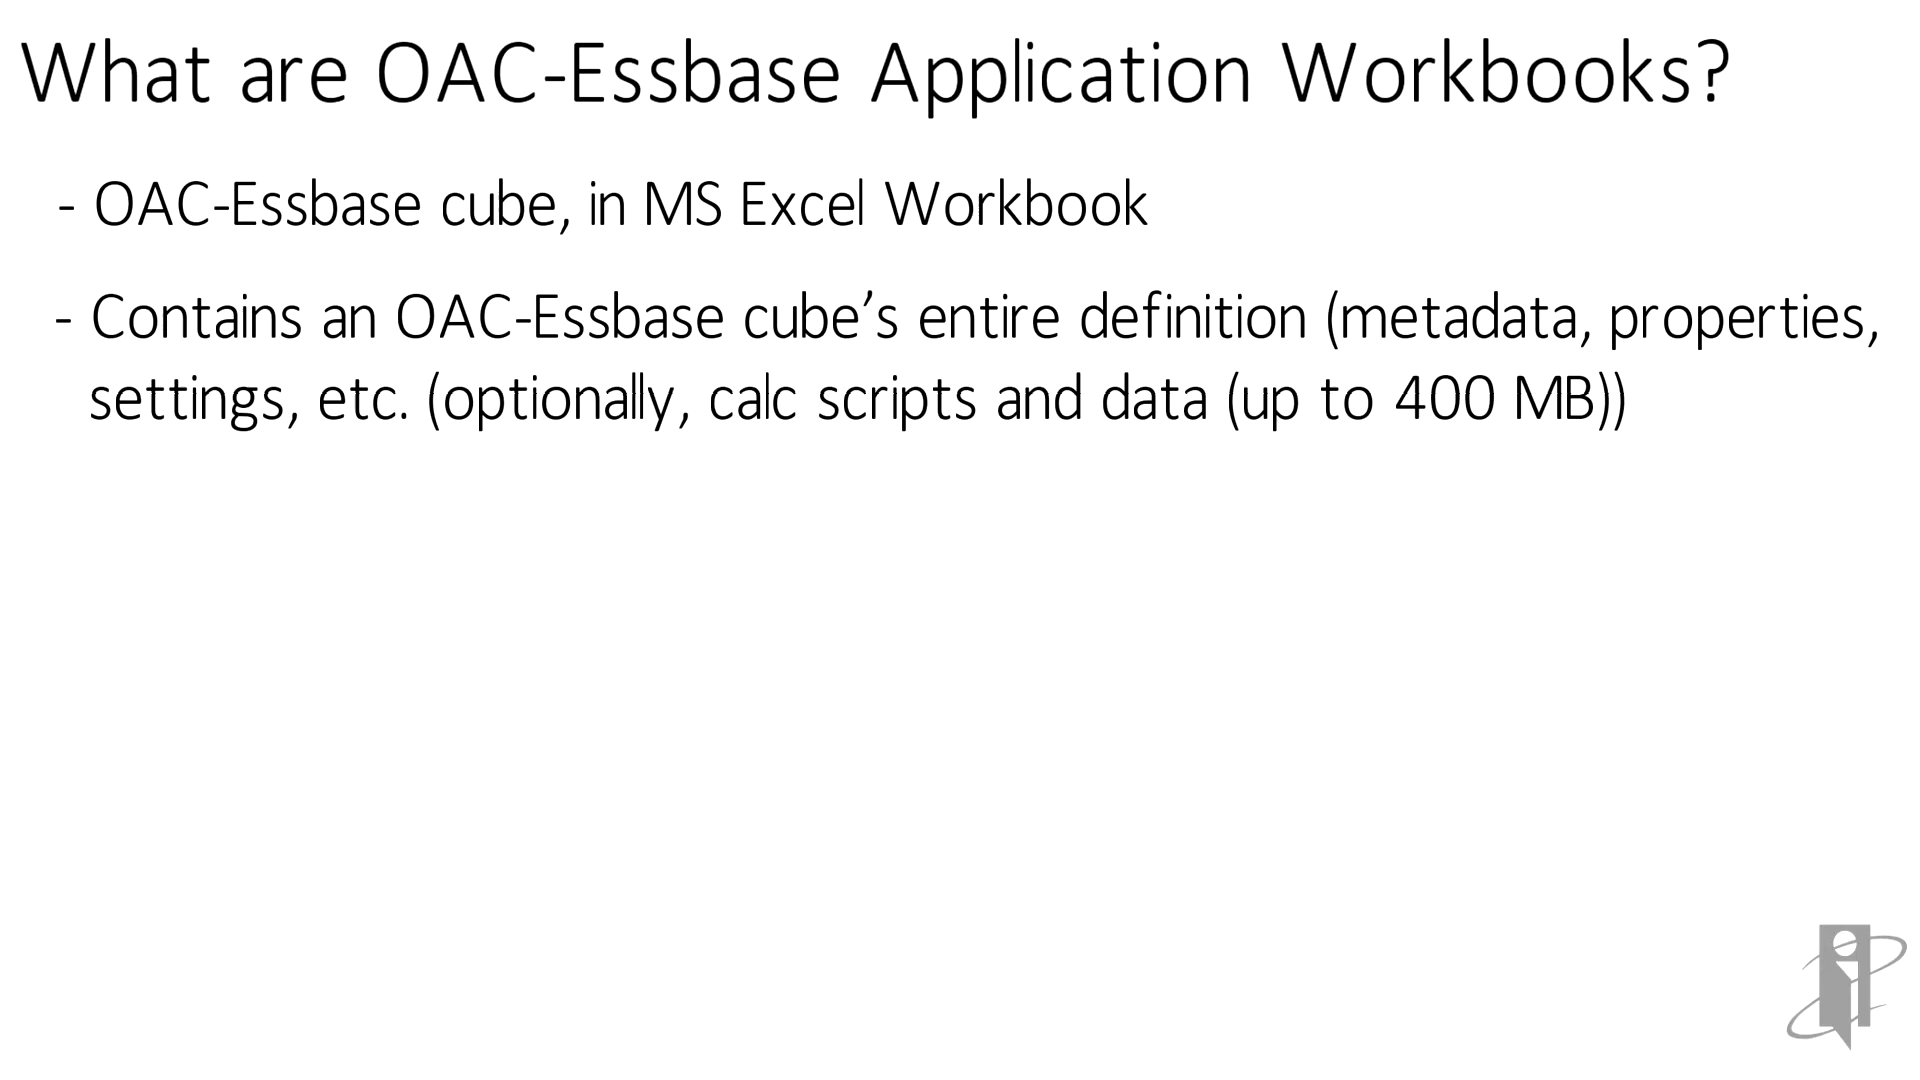 What are OAC-Essbase Application Workbooks?
- OAC-Essbase cube, in MS Excel Workbook
- Contains an OAC-Essbase cube’s entire definition (metadata, properties,
settings, etc. (optionally, calc scripts and data (up to 400 MB))